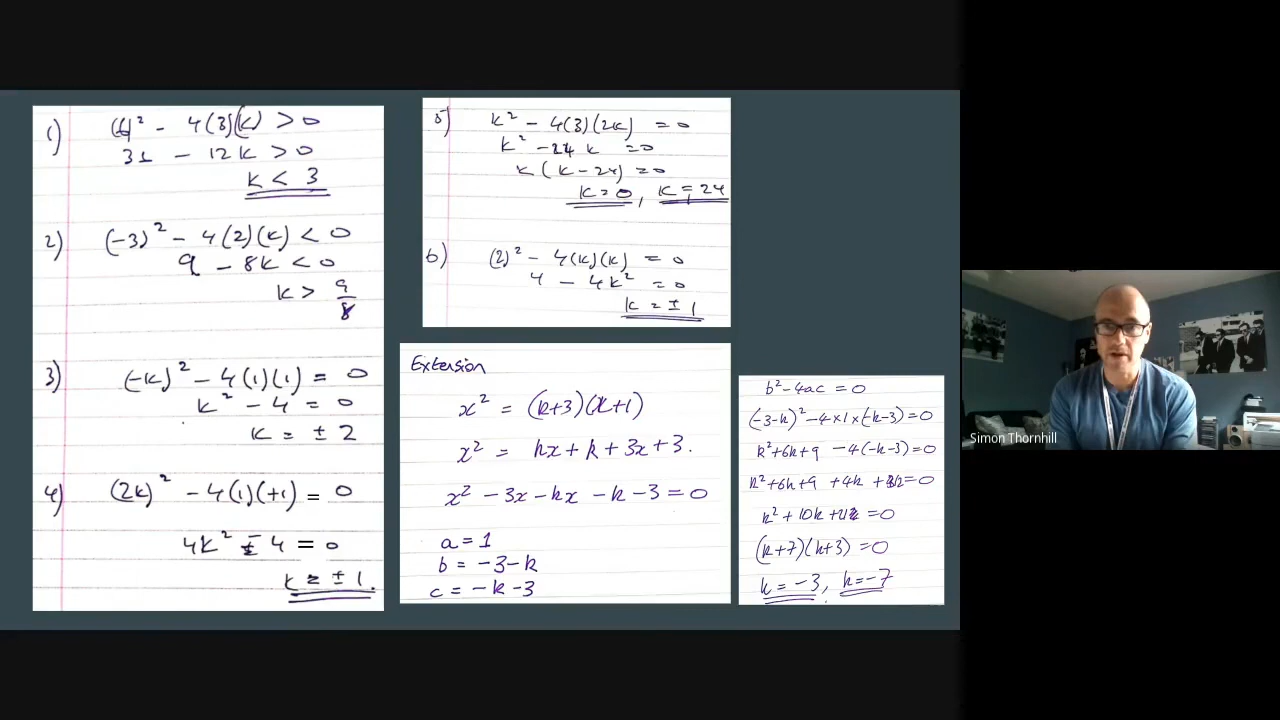 1) (6)² - 4(3)(k) > 0
36 - 12k > 0
k < 3
2) (-3)² - 4(2)(k) < 0
9 - 8k < 0
k > 9/8
3) (-k)² - 4(1)(1) = 0
k² - 4 = 0
k = ± 2
4) (2k)² - 4(1)(+1) = 0
4k² - 4 = 0
k = ± 1.
5) k² - 4(3)(2k) = 0
k² - 24 k = 0
k (k - 24) = 0
k = 0, k = 24
6) (2)² - 4(k)(k) = 0
4 - 4k² = 0
k = ± 1
Extension
x² = (k+3)(x+1)
x² = kx + k + 3x + 3.
x² - 3x - kx - k - 3 = 0
a = 1
b = -3 - k
c = -k - 3
b² - 4ac = 0
(-3-k)² - 4×1×(-k-3) = 0
k² + 6k + 9 - 4(-k-3) = 0
k² + 6k + 9 + 4k + 12 = 0
k² + 10k + 21 = 0
(k+7)(k+3) = 0
k = -3, k = -7
Simon Thornhill